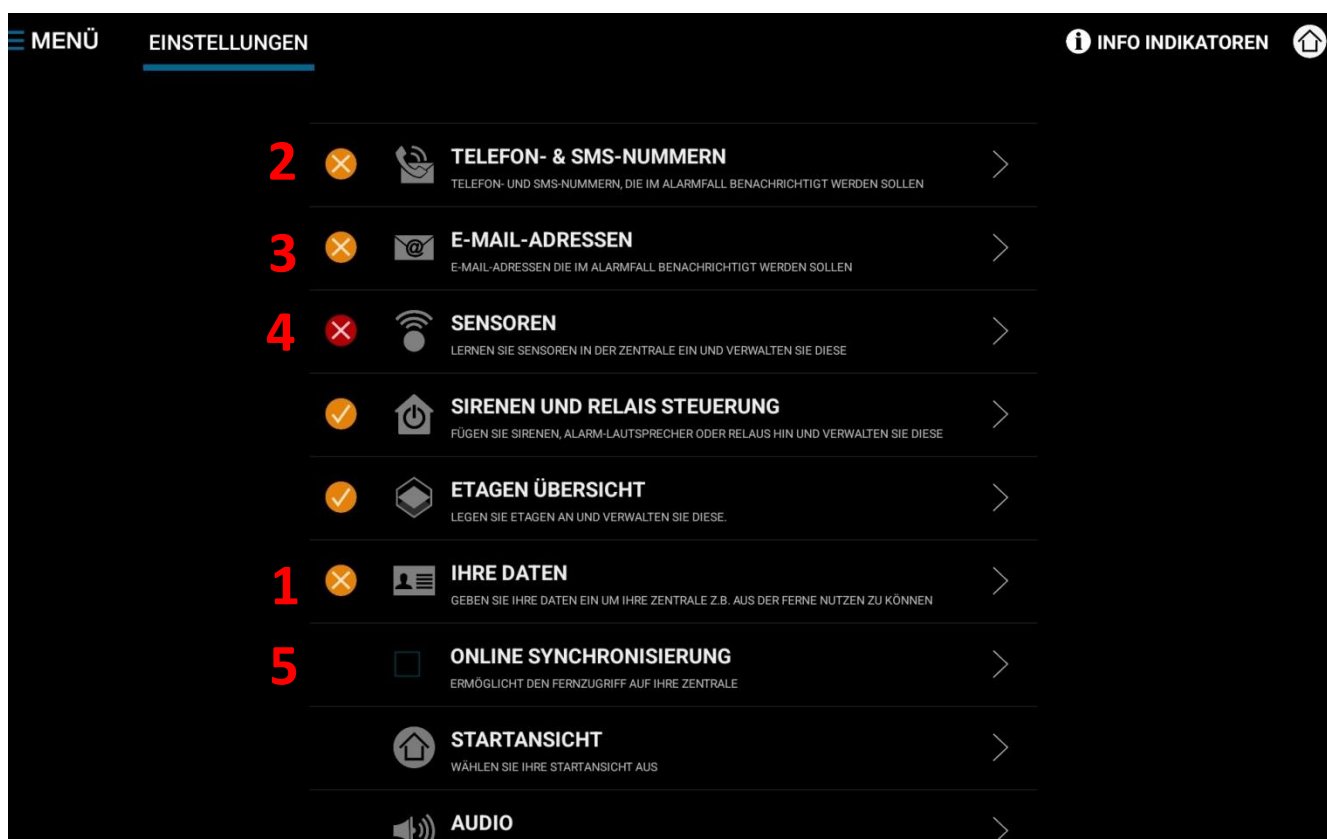 MENÜ EINSTELLUNGEN INFO INDIKATOREN
2 TELEFON- & SMS-NUMMERN
TELEFON- UND SMS-NUMMERN, DIE IM ALARMFALL BENACHRICHTIGT WERDEN SOLLEN
3 E-MAIL-ADRESSEN
E-MAIL-ADRESSEN DIE IM ALARMFALL BENACHRICHTIGT WERDEN SOLLEN
4 SENSOREN
LERNEN SIE SENSOREN IN DER ZENTRALE EIN UND VERWALTEN SIE DIESE
SIRENEN UND RELAIS STEUERUNG
FÜGEN SIE SIRENEN, ALARM-LAUTSPRECHER ODER RELAUS HIN UND VERWALTEN SIE DIESE
ETAGEN ÜBERSICHT
LEGEN SIE ETAGEN AN UND VERWALTEN SIE DIESE.
1 IHRE DATEN
GEBEN SIE IHRE DATEN EIN UM IHRE ZENTRALE Z.B. AUS DER FERNE NUTZEN ZU KÖNNEN
5 ONLINE SYNCHRONISIERUNG
ERMÖGLICHT DEN FERNZUGRIFF AUF IHRE ZENTRALE
STARTANSICHT
WÄHLEN SIE IHRE STARTANSICHT AUS
AUDIO